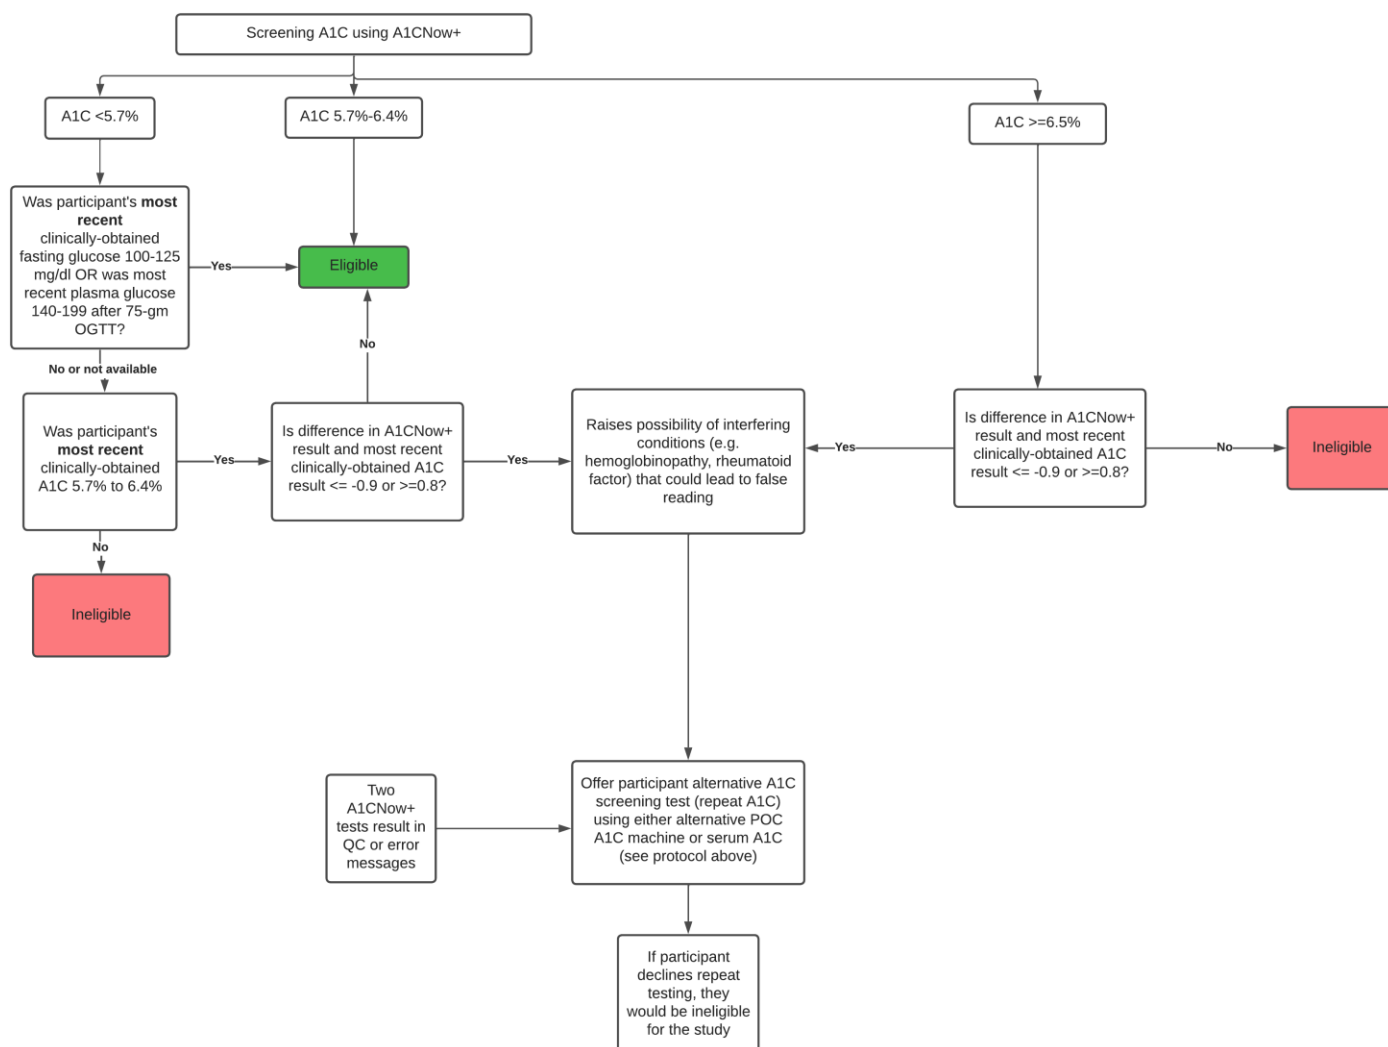 Screening A1C using A1CNow+
A1C <5.7%
A1C 5.7%-6.4%
A1C >=6.5%
Was participant's most
recent
clinically-obtained
fasting glucose 100-125
mg/dl OR was most
recent plasma glucose
140-199 after 75-gm
OGTT?
Yes
Eligible
No
No or not available
Was participant's
most recent
clinically-obtained
A1C 5.7% to 6.4%
Yes
Is difference in A1CNow+
result and most recent
clinically-obtained A1C
result <= -0.9 or >=0.8?
Yes
Raises possibility of interfering
conditions (e.g.
hemoglobinopathy, rheumatoid
factor) that could lead to false
reading
Yes
Is difference in A1CNow+
result and most recent
clinically-obtained A1C
result <= -0.9 or >=0.8?
No
Ineligible
No
Ineligible
Two
A1CNow+
tests result in
QC or error
messages
Offer participant alternative A1C
screening test (repeat A1C)
using either alternative POC
A1C machine or serum A1C
(see protocol above)
If participant
declines repeat
testing, they
would be ineligible
for the study